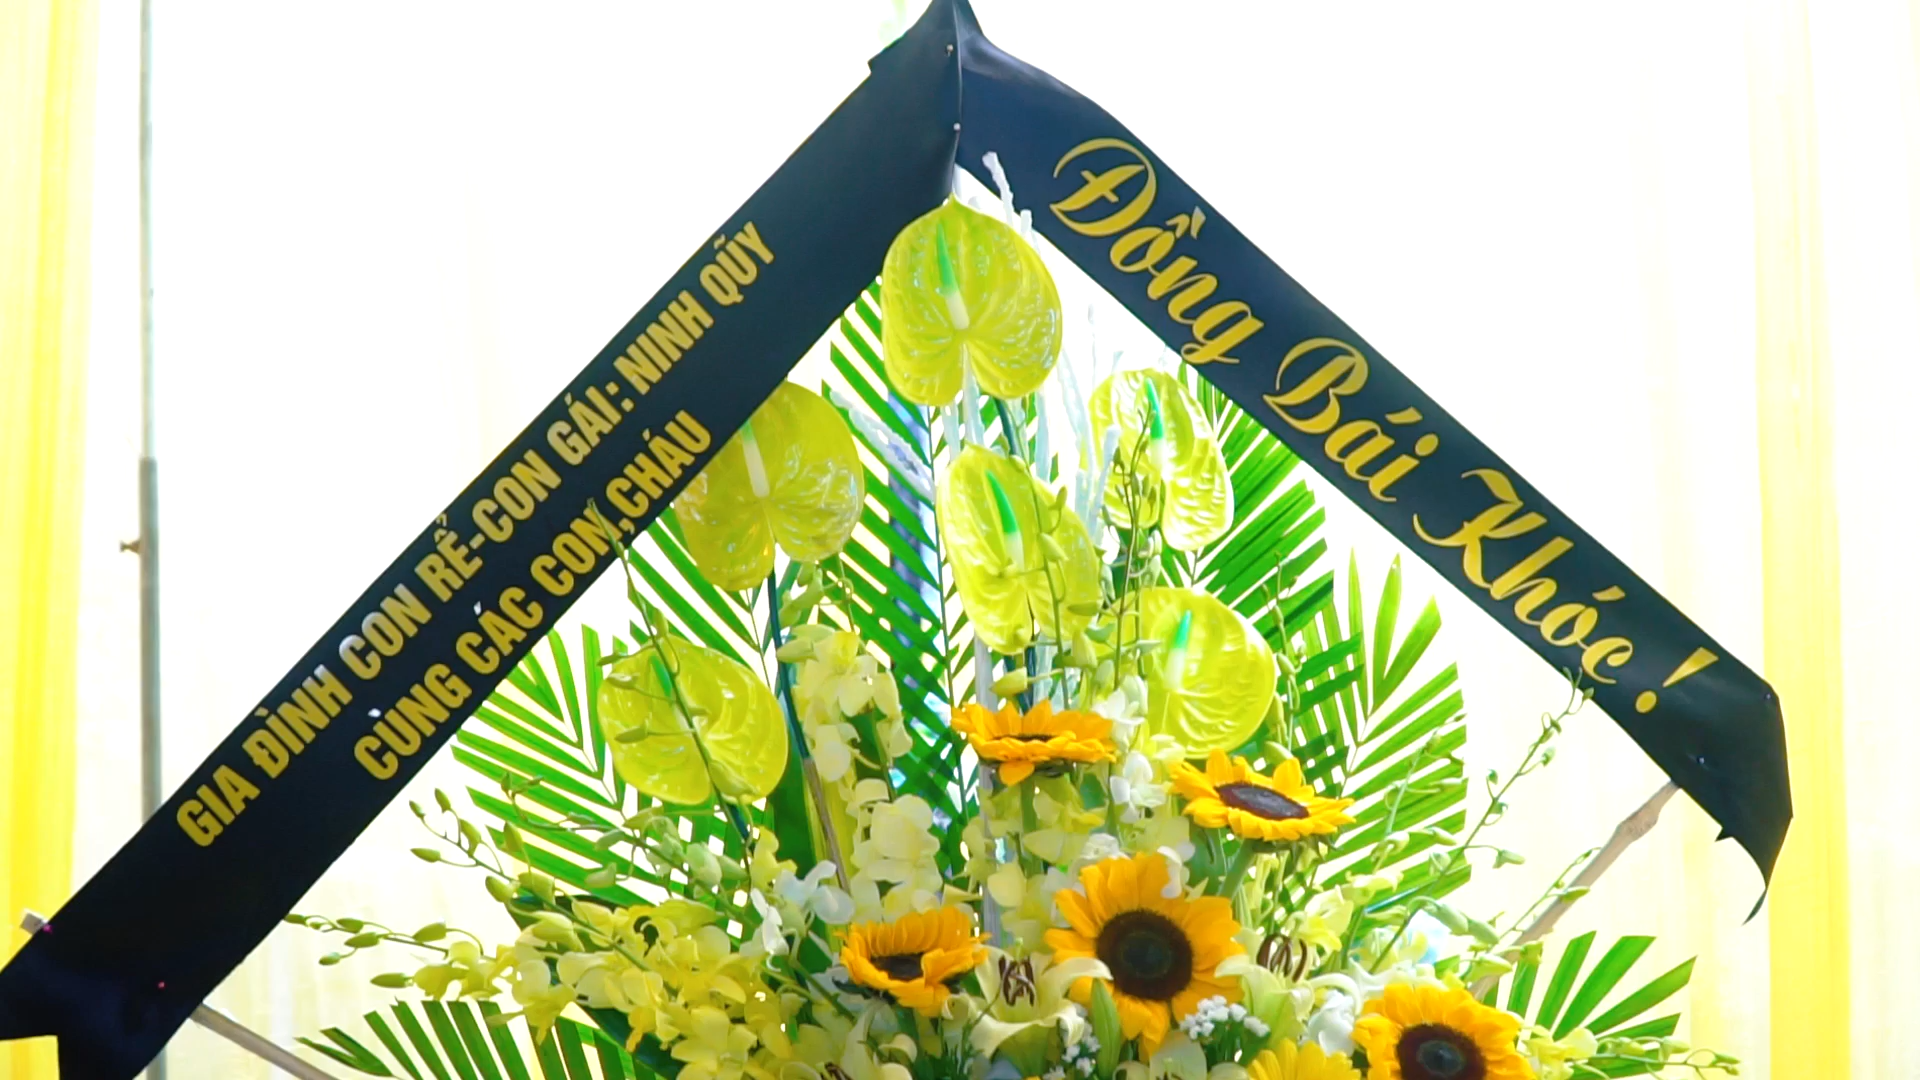 GIA ĐÌNH CON RỂ-CON GÁI: NINH QŨY
CÙNG CÁC CON,CHÁU
Đồng Bái Khóc !